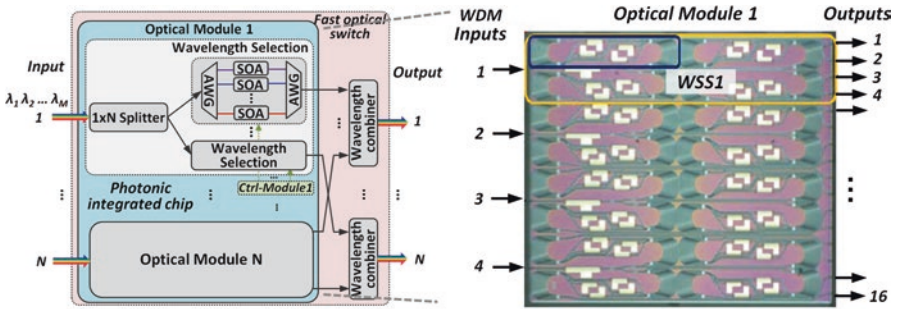 Optical Module 1
Fast optical
switch
Wavelength Selection
Input
λ1 λ2 ... λM
1
1xN Splitter
AWG
SOA
SOA
SOA
AWG
Output
Wavelength
combiner
1
Wavelength
Selection
Ctrl-Module1
Photonic
integrated chip
N
Optical Module N
Wavelength
combiner
N
WDM
Inputs
Optical Module 1
Outputs
1
2
3
4
WSS1
1
2
3
4
16